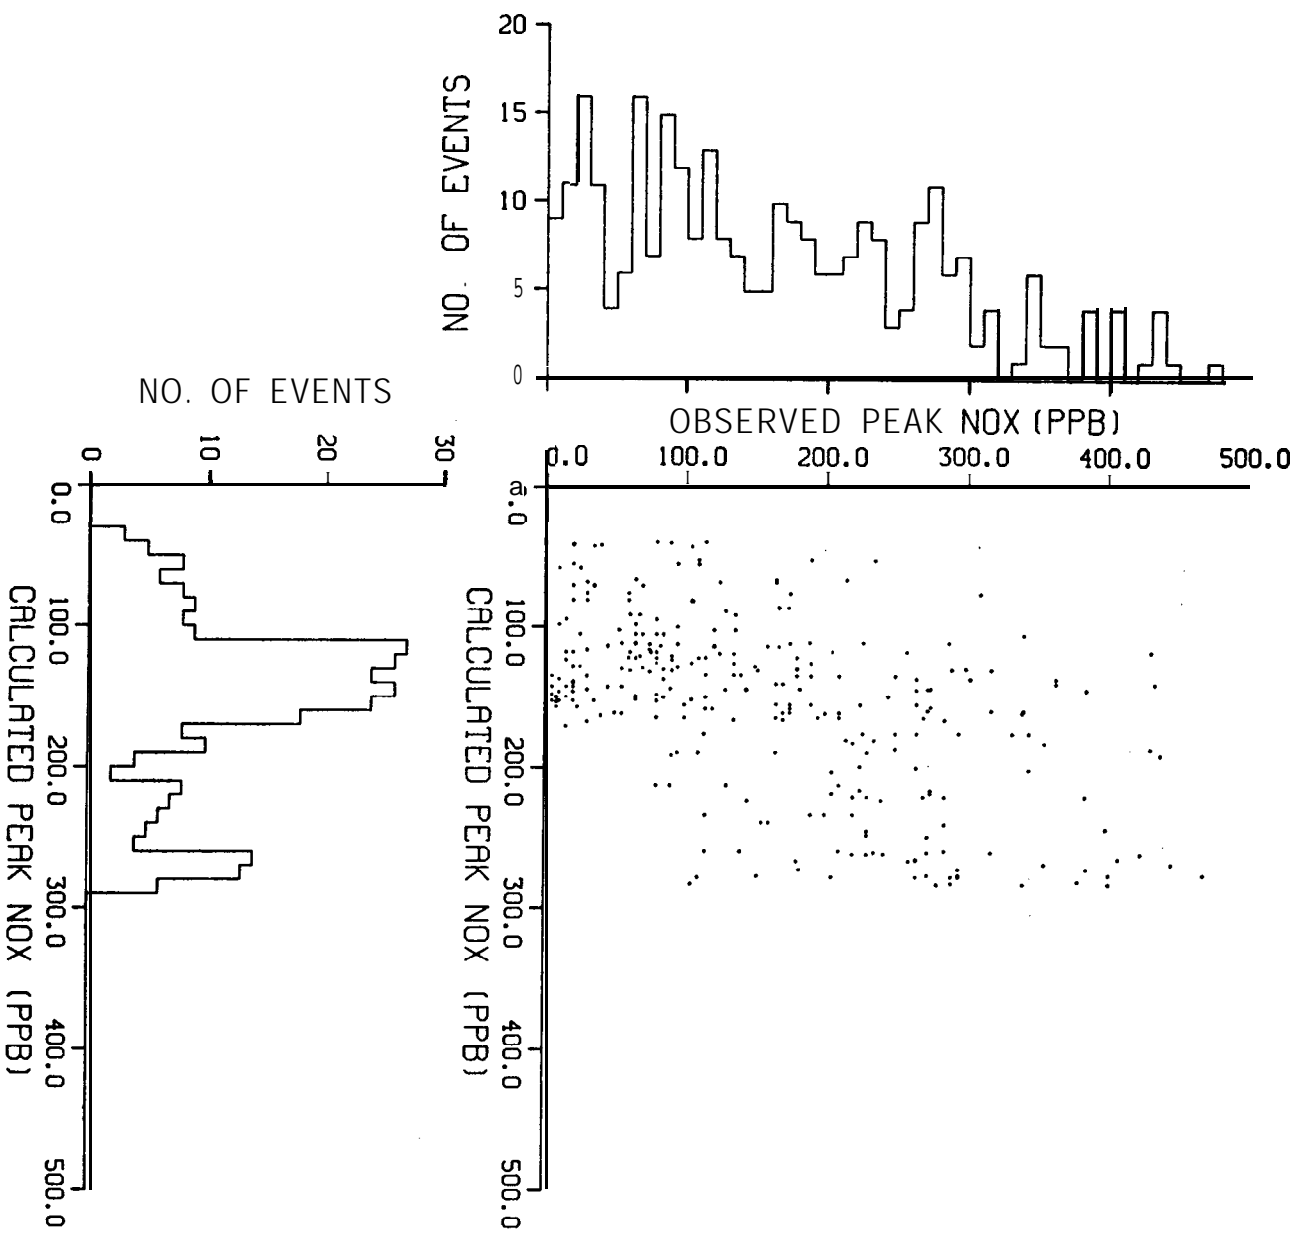 20
15
10
5
0
NO. OF EVENTS
OBSERVED PEAK NOX (PPB)
0.0 100.0 200.0 300.0 400.0 500.0
NO. OF EVENTS
0 10 20 30
0.0
100.0
200.0
300.0
400.0
500.0
CALCULATED PEAK NOX (PPB)
a.0
100.0
200.0
300.0
400.0
500.0
CALCULATED PEAK NOX (PPB)